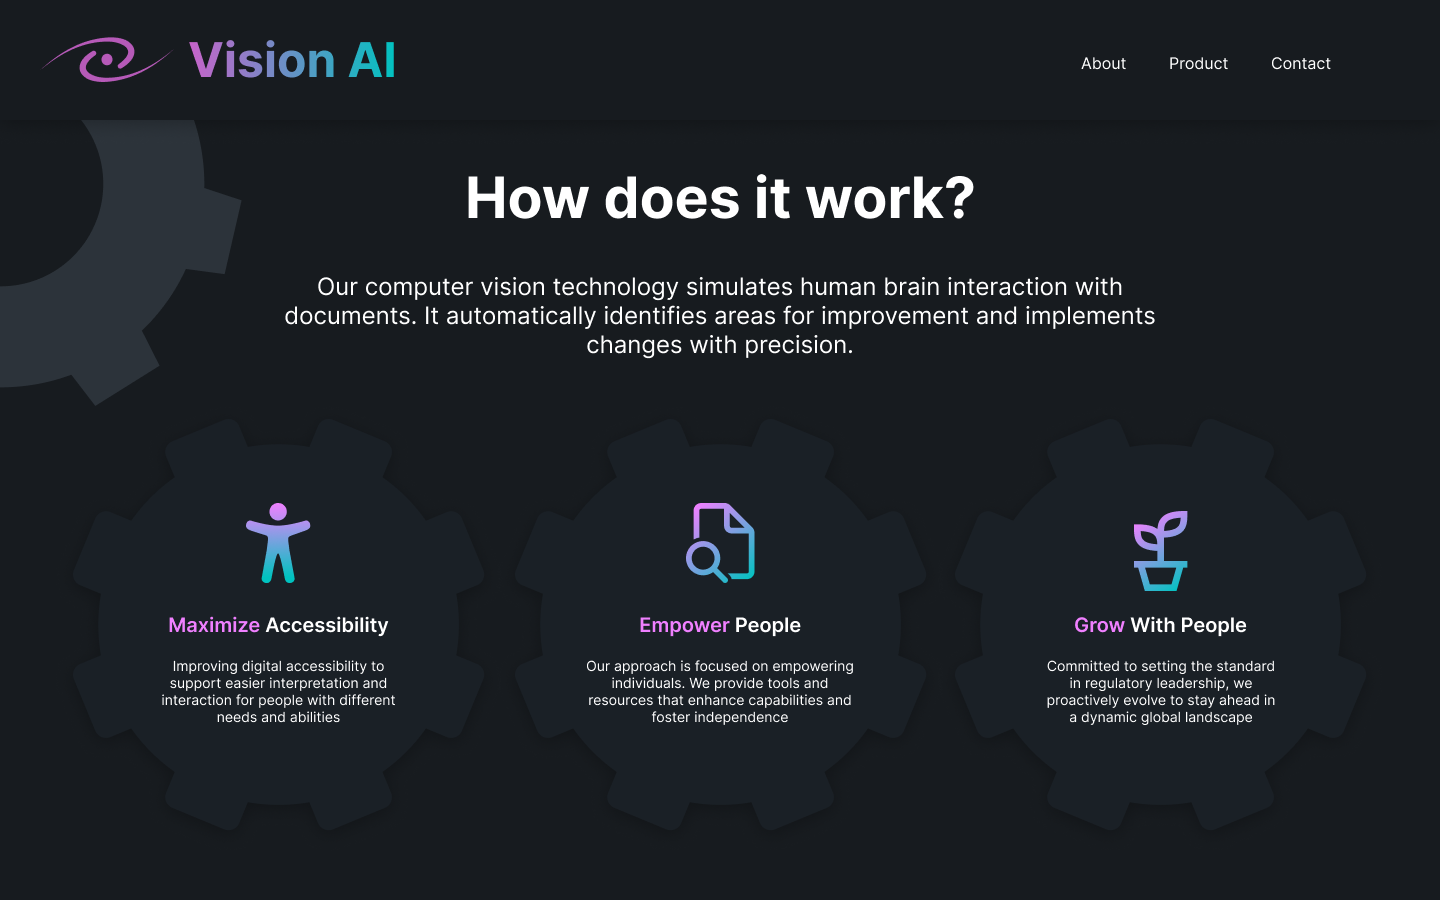 Vision AI
About
Product
Contact
How does it work?
Our computer vision technology simulates human brain interaction with
documents. It automatically identifies areas for improvement and implements
changes with precision.
Maximize Accessibility
Improving digital accessibility to
support easier interpretation and
interaction for people with different
needs and abilities
Empower People
Our approach is focused on empowering
individuals. We provide tools and
resources that enhance capabilities and
foster independence
Grow With People
Committed to setting the standard
in regulatory leadership, we
proactively evolve to stay ahead in
a dynamic global landscape